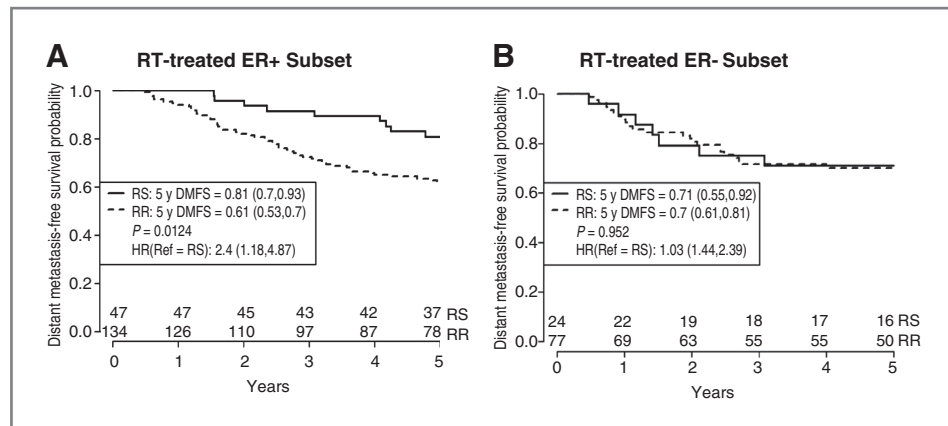 A
RT-treated ER+ Subset
Distant metastasis-free survival probability
1.0
0.8
0.6
0.4
0.2
0.0
RS: 5 y DMFS = 0.81 (0.7,0.93)
RR: 5 y DMFS = 0.61 (0.53,0.7)
P = 0.0124
HR(Ref = RS): 2.4 (1.18,4.87)
47 47 45 43 42 37 RS
134 126 110 97 87 78 RR
0 1 2 3 4 5
Years
B
RT-treated ER- Subset
Distant metastasis-free survival probability
1.0
0.8
0.6
0.4
0.2
0.0
RS: 5 y DMFS = 0.71 (0.55,0.92)
RR: 5 y DMFS = 0.7 (0.61,0.81)
P = 0.952
HR(Ref = RS): 1.03 (1.44,2.39)
24 22 19 18 17 16 RS
77 69 63 55 55 50 RR
0 1 2 3 4 5
Years